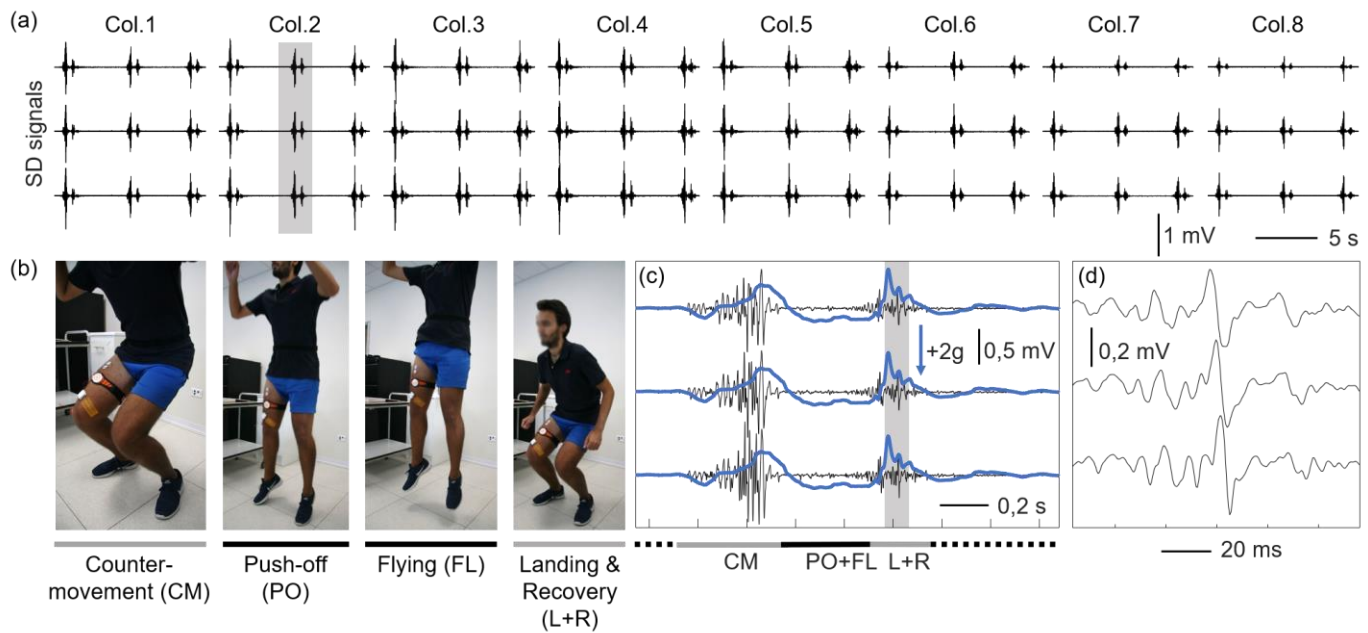 (a)
Col.1 Col.2 Col.3 Col.4 Col.5 Col.6 Col.7 Col.8
SD signals
1 mV
5 s
(b)
(c)
(d)
+2g
0,5 mV
0,2 mV
0,2 s
20 ms
CM
PO+FL
L+R
Counter-
movement (CM)
Push-off
(PO)
Flying (FL)
Landing &
Recovery
(L+R)